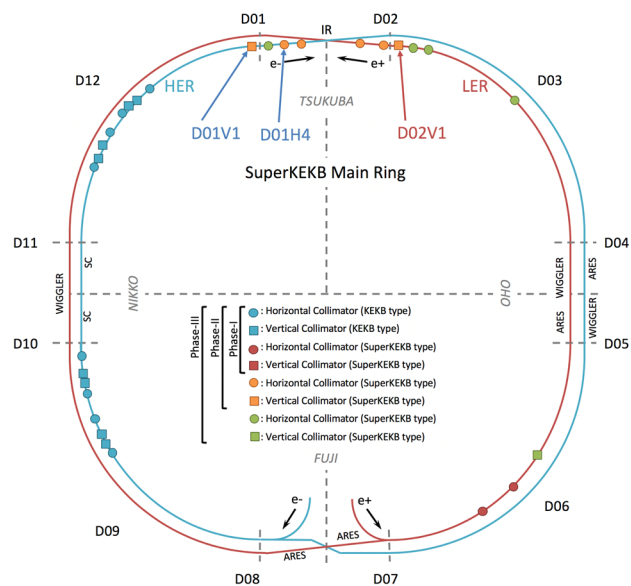 D01
IR
D02
D12
HER
e-
e+
LER
D03
TSUKUBA
D01V1
D01H4
D02V1
SuperKEKB Main Ring
D11
D04
SC
WIGGLER
NIKKO
SC
OHO
WIGGLER
ARES
ARES
WIGGLER
D10
D05
Phase-III
Phase-II
Phase-I
: Horizontal Collimator (KEKB type)
: Vertical Collimator (KEKB type)
: Horizontal Collimator (SuperKEKB type)
: Vertical Collimator (SuperKEKB type)
: Horizontal Collimator (SuperKEKB type)
: Vertical Collimator (SuperKEKB type)
: Horizontal Collimator (SuperKEKB type)
: Vertical Collimator (SuperKEKB type)
FUJI
e-
e+
D09
D06
ARES
ARES
D08
D07